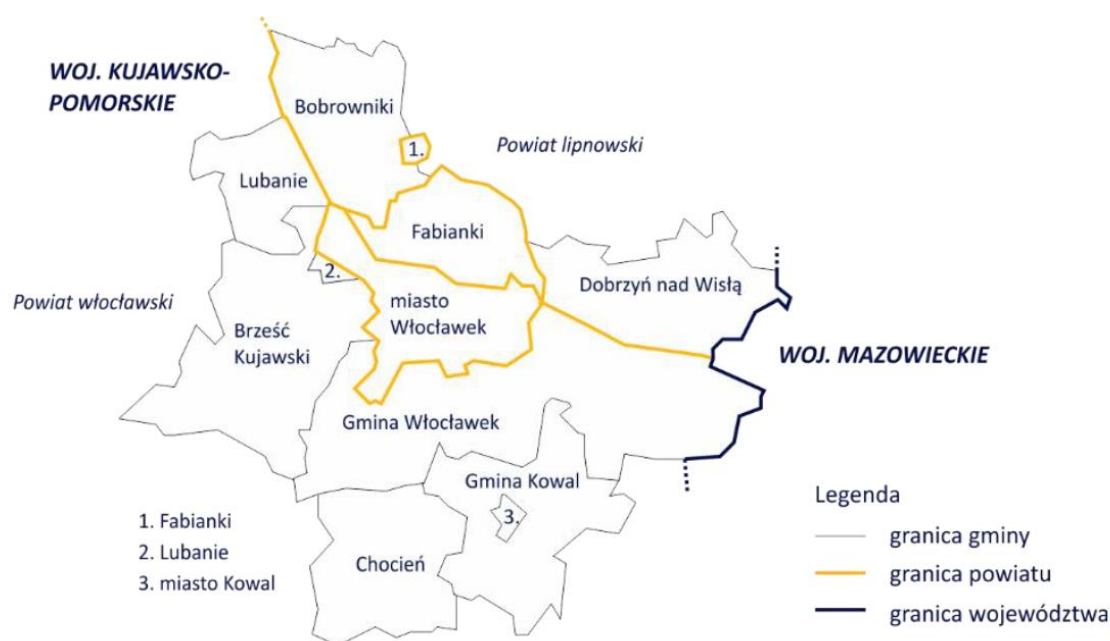 WOJ. KUJAWSKO-
POMORSKIE
Bobrowniki
1.
Powiat lipnowski
Lubanie
Fabianki
2.
Dobrzyń nad Wisłą
Powiat włocławski
miasto
Włocławek
Brześć
Kujawski
WOJ. MAZOWIECKIE
Gmina Włocławek
Gmina Kowal
3.
Chocień
1. Fabianki
2. Lubanie
3. miasto Kowal
Legenda
granica gminy
granica powiatu
granica województwa